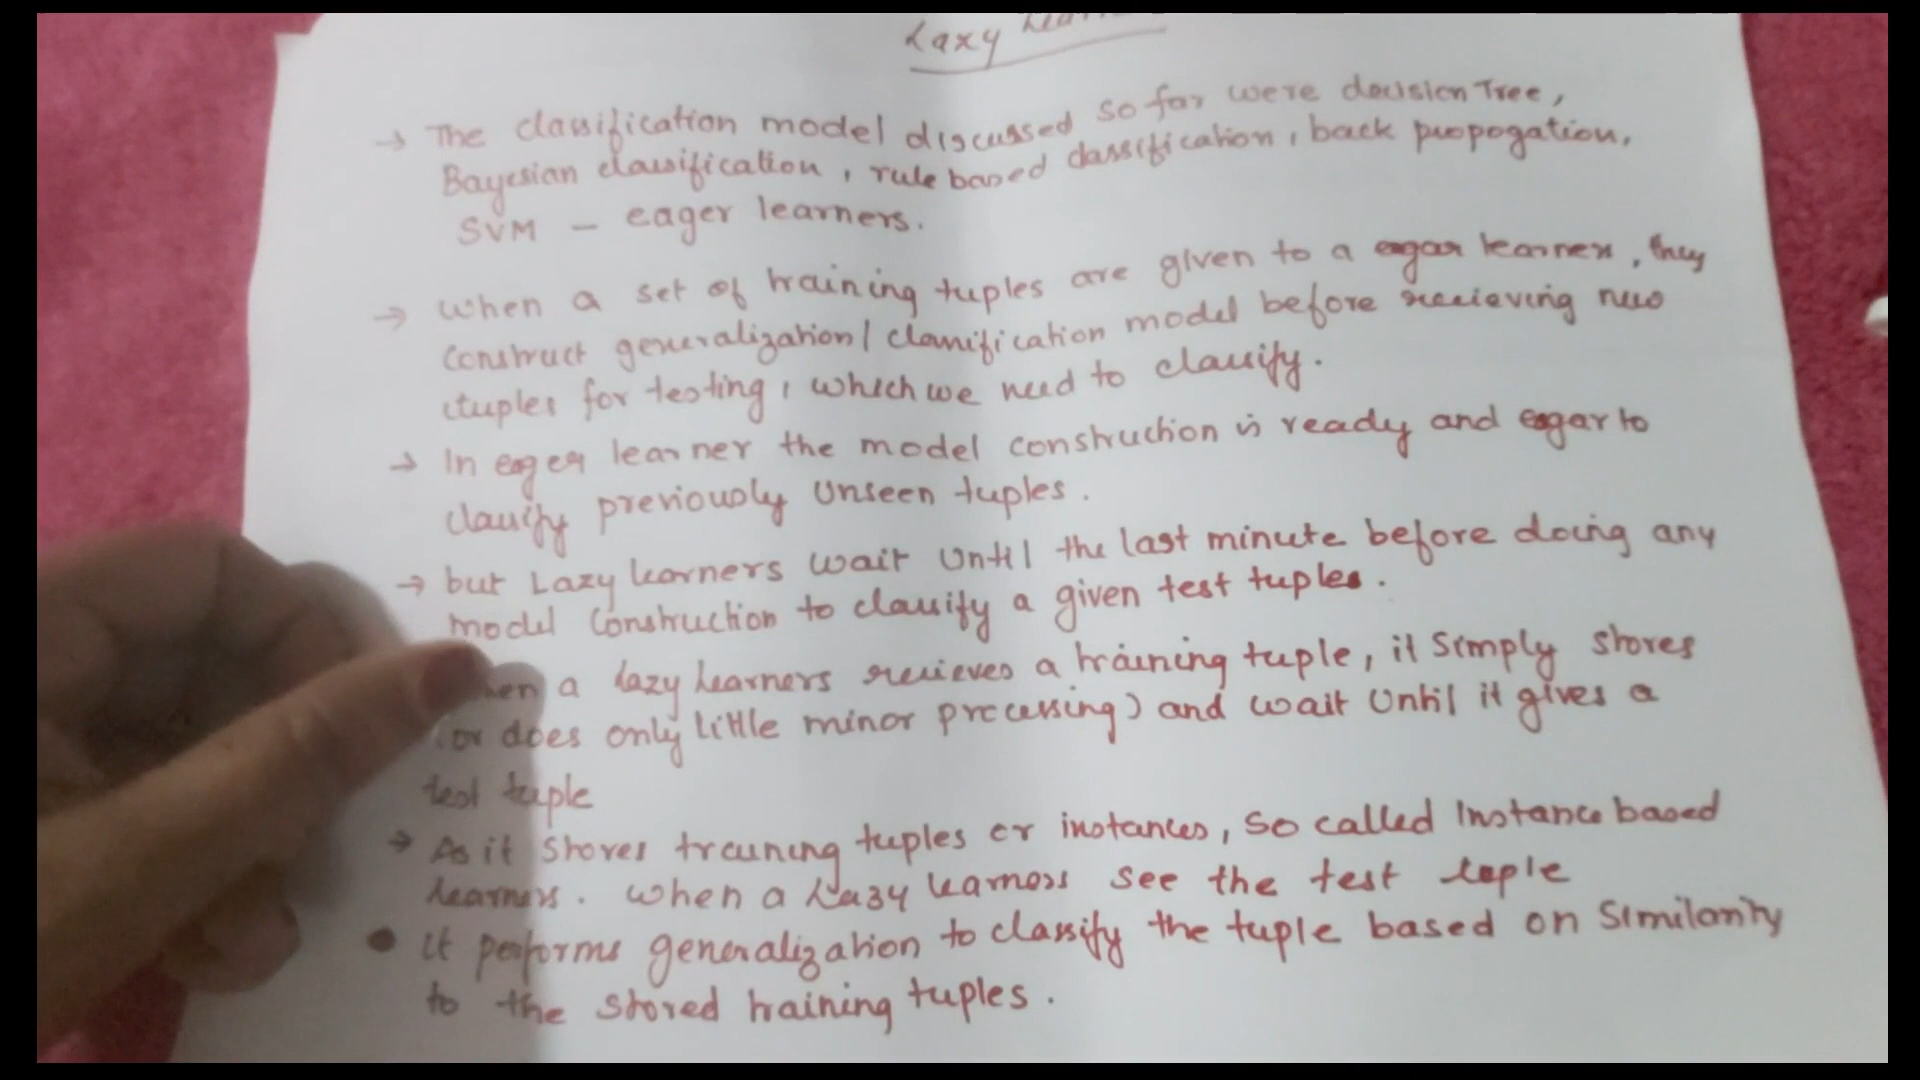 Laxy
→ The classification model discussed so far were decision Tree,
Bayesian classification, rule based classification, back propogation,
SVM - eager learners.
→ When a set of training tuples are given to a eagar learner, they
construct generalization/classification model before recieving new
tuples for testing, which we need to classify.
→ In eager learner the model construction is ready and eagar to
classify previously unseen tuples.
→ but Lazy learners wait until the last minute before doing any
model construction to classify a given test tuples.
a lazy learners recieves a training tuple, it simply stores
(or does only little minor processing) and wait until it gives a
test tuple
→ As it stores training tuples or instances, so called Instance based
learners. When a Lazy learners see the test tuple
● it performs generalization to classify the tuple based on similarity
to the stored training tuples.